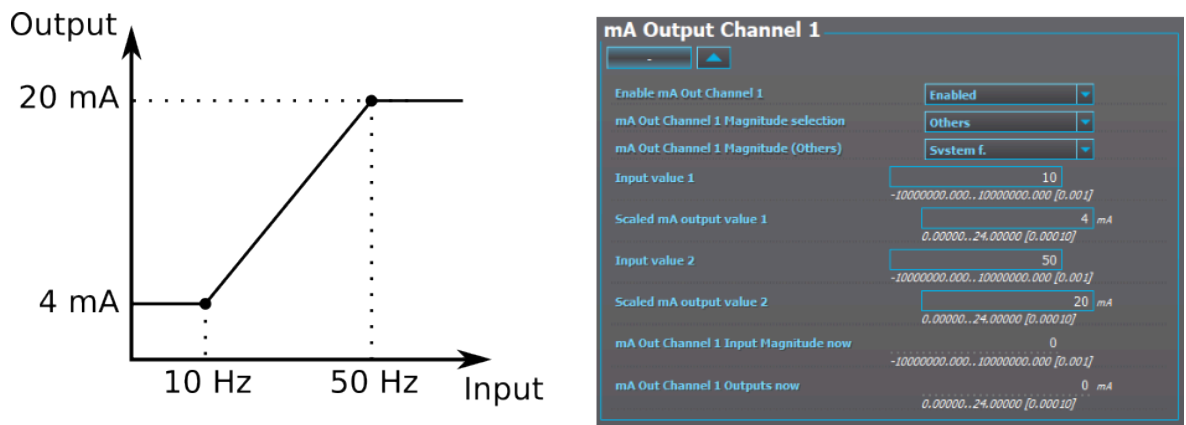 Output
20 mA
4 mA
10 Hz
50 Hz
Input
mA Output Channel 1
-
Enable mA Out Channel 1 Enabled
mA Out Channel 1 Magnitude selection Others
mA Out Channel 1 Magnitude (Others) System f.
Input value 1 10
-10000000.000..10000000.000 [0.001]
Scaled mA output value 1 4 mA
0.00000..24.00000 [0.00010]
Input value 2 50
-10000000.000..10000000.000 [0.001]
Scaled mA output value 2 20 mA
0.00000..24.00000 [0.00010]
mA Out Channel 1 Input Magnitude now 0
-10000000.000..10000000.000 [0.001]
mA Out Channel 1 Outputs now 0 mA
0.00000..24.00000 [0.00010]